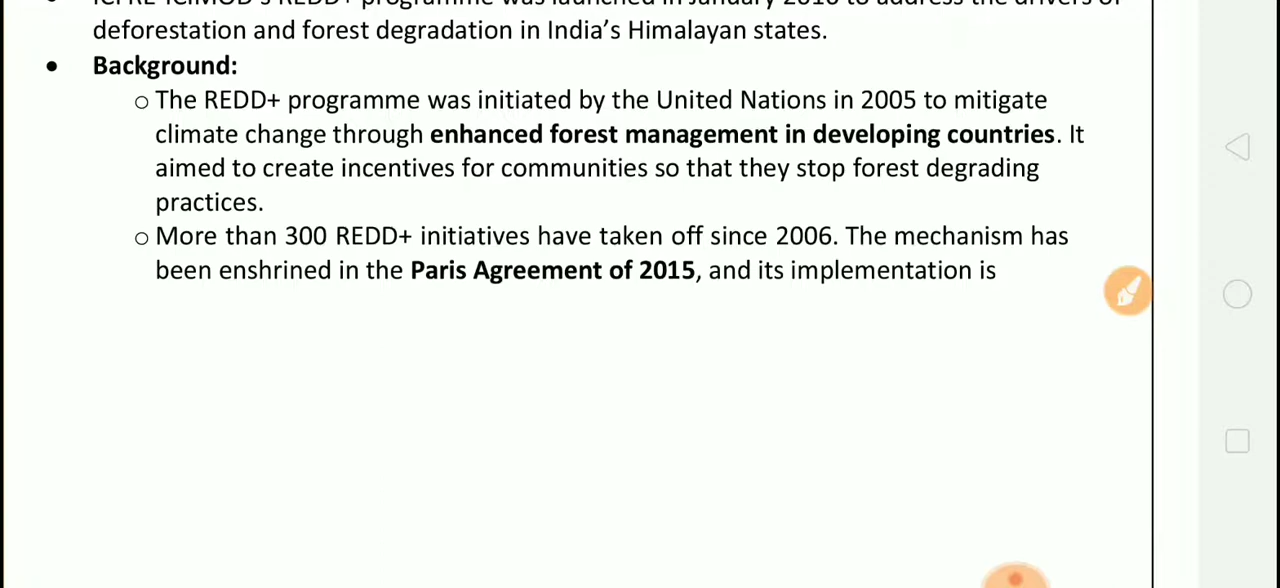 deforestation and forest degradation in India's Himalayan states.
• Background:
o The REDD+ programme was initiated by the United Nations in 2005 to mitigate
climate change through enhanced forest management in developing countries. It
aimed to create incentives for communities so that they stop forest degrading
practices.
o More than 300 REDD+ initiatives have taken off since 2006. The mechanism has
been enshrined in the Paris Agreement of 2015, and its implementation is